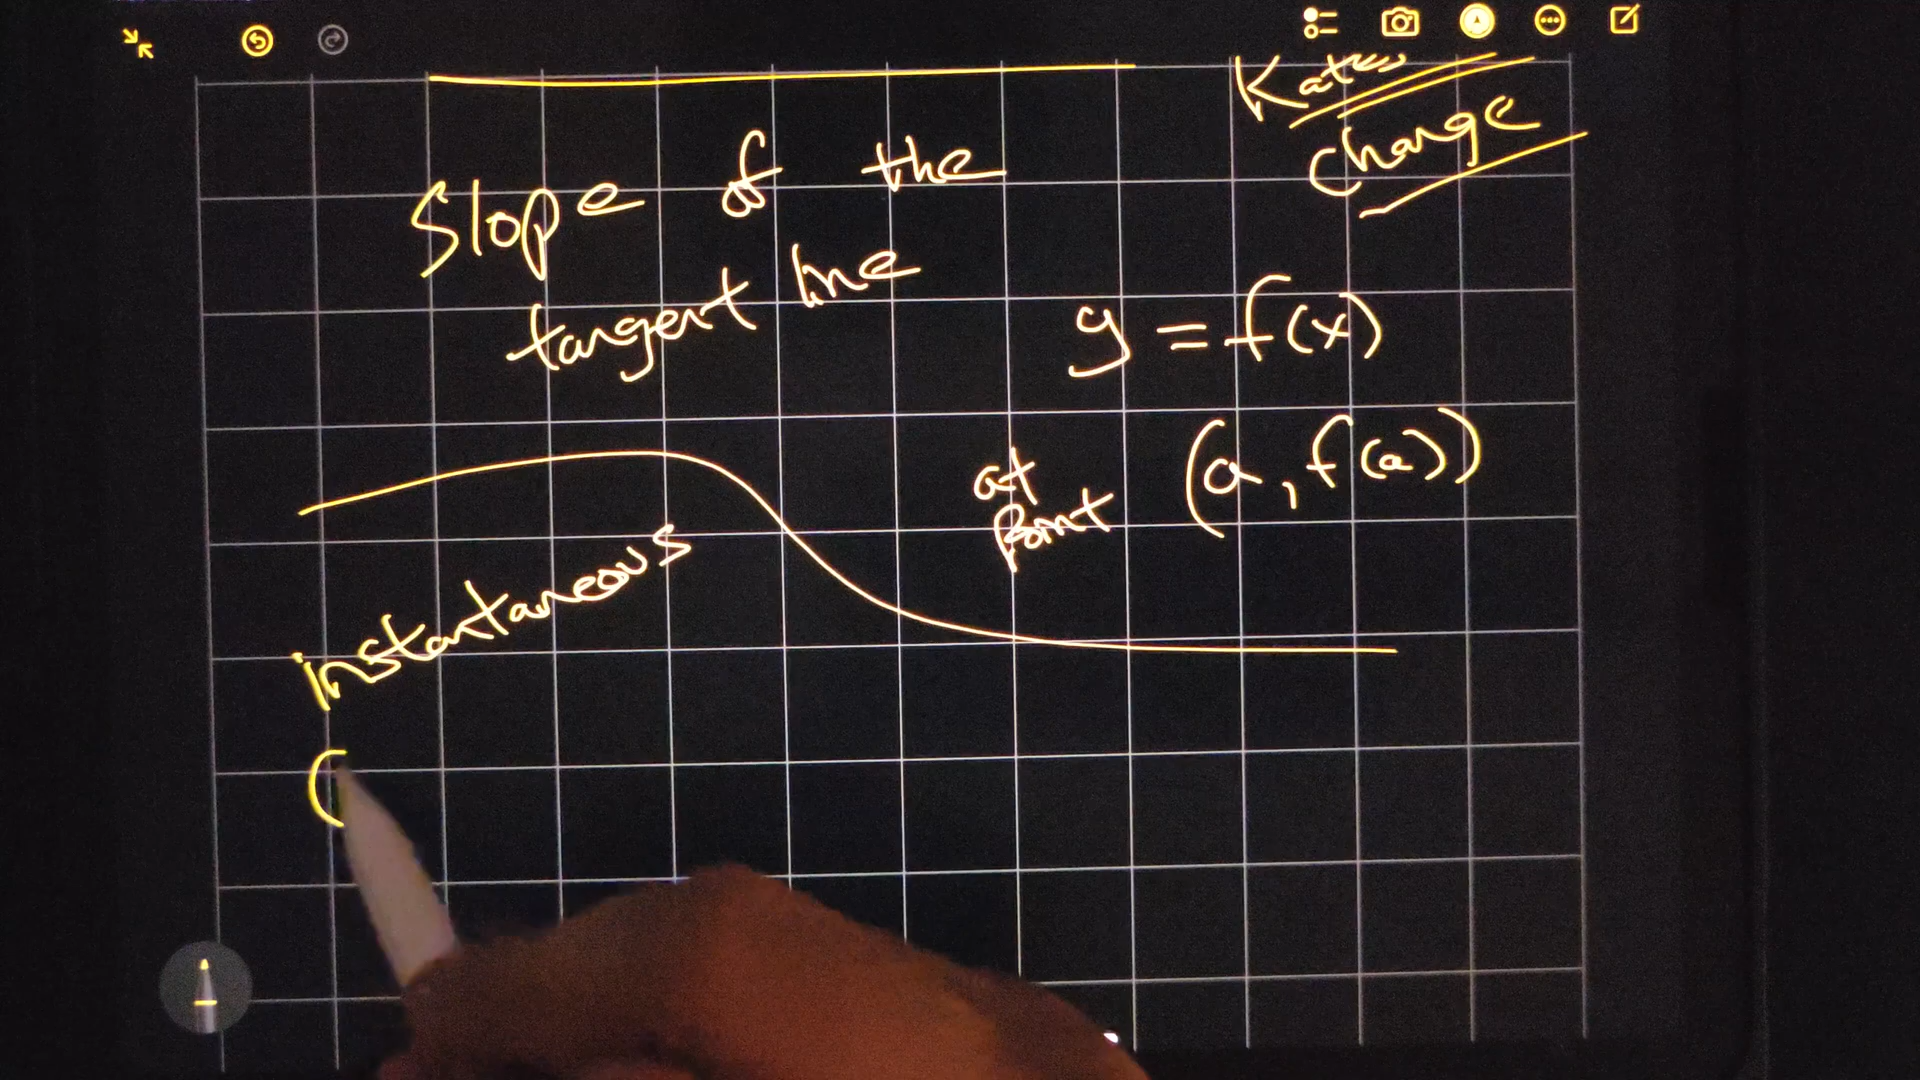 Rates
Change
Slope of the
tangent line
y = f(x)
at
point
(a, f(a))
instantaneous
(